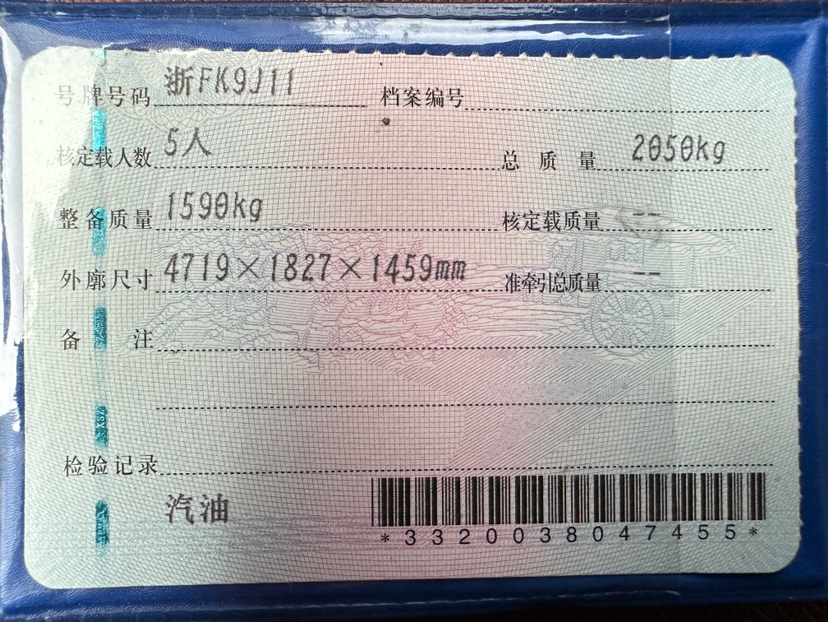 号牌号码 浙FK9J11 档案编号
核定载人数 5人 总质量 2050kg
整备质量 1590kg 核定载质量 --
外廓尺寸 4719×1827×1459mm 准牵引总质量 --
备注
检验记录
汽油
*3320038047455*